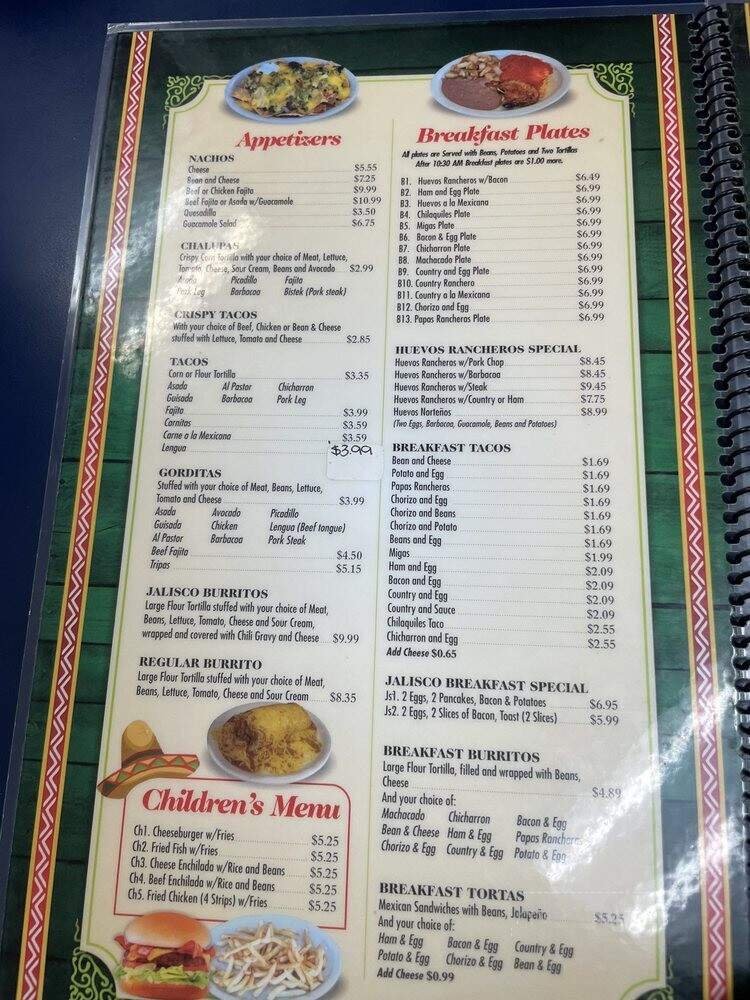 Appetizers
NACHOS
Cheese $5.55
Bean and Cheese $7.25
Beef or Chicken Fajita $9.99
Beef Fajita or Asada w/Guacamole $10.99
Quesadilla $3.50
Guacamole Salad $6.75
CHALUPAS
Crispy Corn Tortilla with your choice of Meat, Lettuce,
Tomato, Cheese, Sour Cream, Beans and Avocado $2.99
Asada Picadillo Fajita
Pork Leg Barbacoa Bistek (Pork steak)
CRISPY TACOS
With your choice of Beef, Chicken or Bean & Cheese
stuffed with Lettuce, Tomato and Cheese $2.85
TACOS
Corn or Flour Tortilla $3.35
Asada Al Pastor Chicharron
Guisada Barbacoa Pork Leg
Fajita $3.99
Carnitas $3.59
Carne a la Mexicana $3.59
Lengua $3.99
GORDITAS
Stuffed with your choice of Meat, Beans, Lettuce,
Tomato and Cheese $3.99
Asada Avocado Picadillo
Guisada Chicken Lengua (Beef tongue)
Al Pastor Barbacoa Pork Steak
Beef Fajita $4.50
Tripas $5.15
JALISCO BURRITOS
Large Flour Tortilla stuffed with your choice of Meat,
Beans, Lettuce, Tomato, Cheese and Sour Cream,
wrapped and covered with Chili Gravy and Cheese $9.99
REGULAR BURRITO
Large Flour Tortilla stuffed with your choice of Meat,
Beans, Lettuce, Tomato, Cheese and Sour Cream $8.35
Children's Menu
Ch1. Cheeseburger w/Fries $5.25
Ch2. Fried Fish w/Fries $5.25
Ch3. Cheese Enchilada w/Rice and Beans $5.25
Ch4. Beef Enchilada w/Rice and Beans $5.25
Ch5. Fried Chicken (4 Strips) w/Fries $5.25
Breakfast Plates
All plates are Served with Beans, Potatoes and Two Tortillas
After 10:30 AM Breakfast plates are $1.00 more.
B1. Huevos Rancheros w/Bacon $6.49
B2. Ham and Egg Plate $6.99
B3. Huevos a la Mexicana $6.99
B4. Chilaquiles Plate $6.99
B5. Migas Plate $6.99
B6. Bacon & Egg Plate $6.99
B7. Chicharron Plate $6.99
B8. Machacado Plate $6.99
B9. Country and Egg Plate $6.99
B10. Country Ranchero $6.99
B11. Country a la Mexicana $6.99
B12. Chorizo and Egg $6.99
B13. Papas Rancheras Plate $6.99
HUEVOS RANCHEROS SPECIAL
Huevos Rancheros w/Pork Chop $8.45
Huevos Rancheros w/Barbacoa $8.45
Huevos Rancheros w/Steak $9.45
Huevos Rancheros w/Country or Ham $7.75
Huevos Norteños $8.99
(Two Eggs, Barbacoa, Guacamole, Beans and Potatoes)
BREAKFAST TACOS
Bean and Cheese $1.69
Potato and Egg $1.69
Papas Rancheras $1.69
Chorizo and Egg $1.69
Chorizo and Beans $1.69
Chorizo and Potato $1.69
Beans and Egg $1.69
Migas $1.99
Ham and Egg $2.09
Bacon and Egg $2.09
Country and Egg $2.09
Country and Sauce $2.09
Chilaquiles Taco $2.55
Chicharron and Egg $2.55
Add Cheese $0.65
JALISCO BREAKFAST SPECIAL
Js1. 2 Eggs, 2 Pancakes, Bacon & Potatoes $6.95
Js2. 2 Eggs, 2 Slices of Bacon, Toast (2 Slices) $5.99
BREAKFAST BURRITOS
Large Flour Tortilla, filled and wrapped with Beans,
Cheese $4.89
And your choice of:
Machacado Chicharron Bacon & Egg
Bean & Cheese Ham & Egg Papas Rancheras
Chorizo & Egg Country & Egg Potato & Egg
BREAKFAST TORTAS
Mexican Sandwiches with Beans, Jalapeño $5.25
And your choice of:
Ham & Egg Bacon & Egg Country & Egg
Potato & Egg Chorizo & Egg Bean & Egg
Add Cheese $0.99